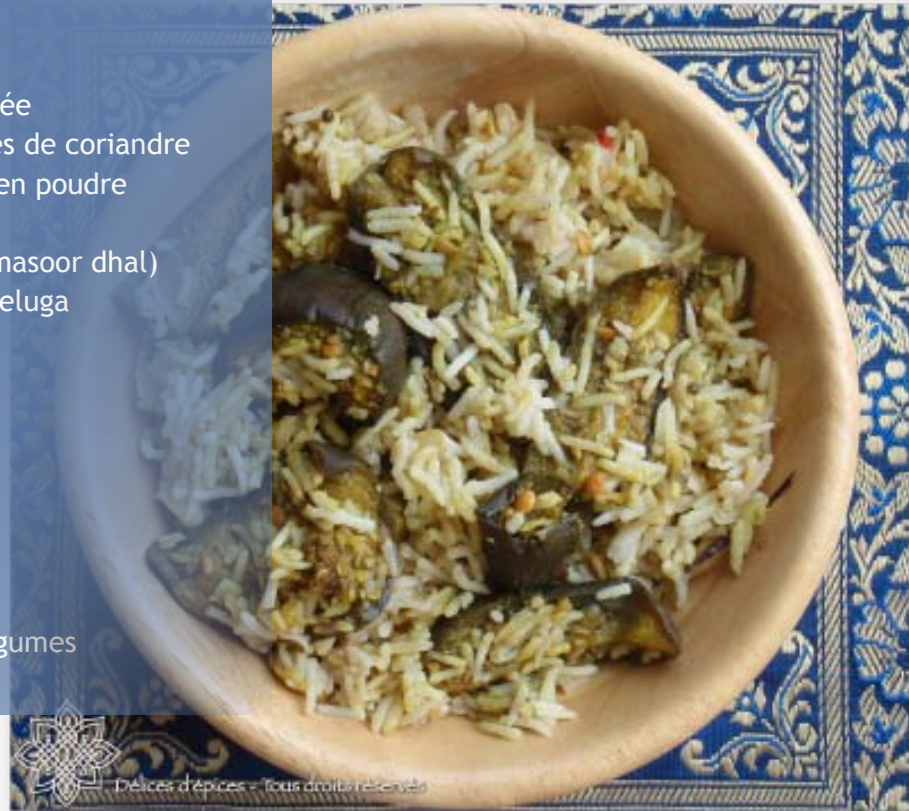 ée
es de coriandre
en poudre
masoor dhal)
eluga
gumes
Délices d'épices - Tous droits réservés